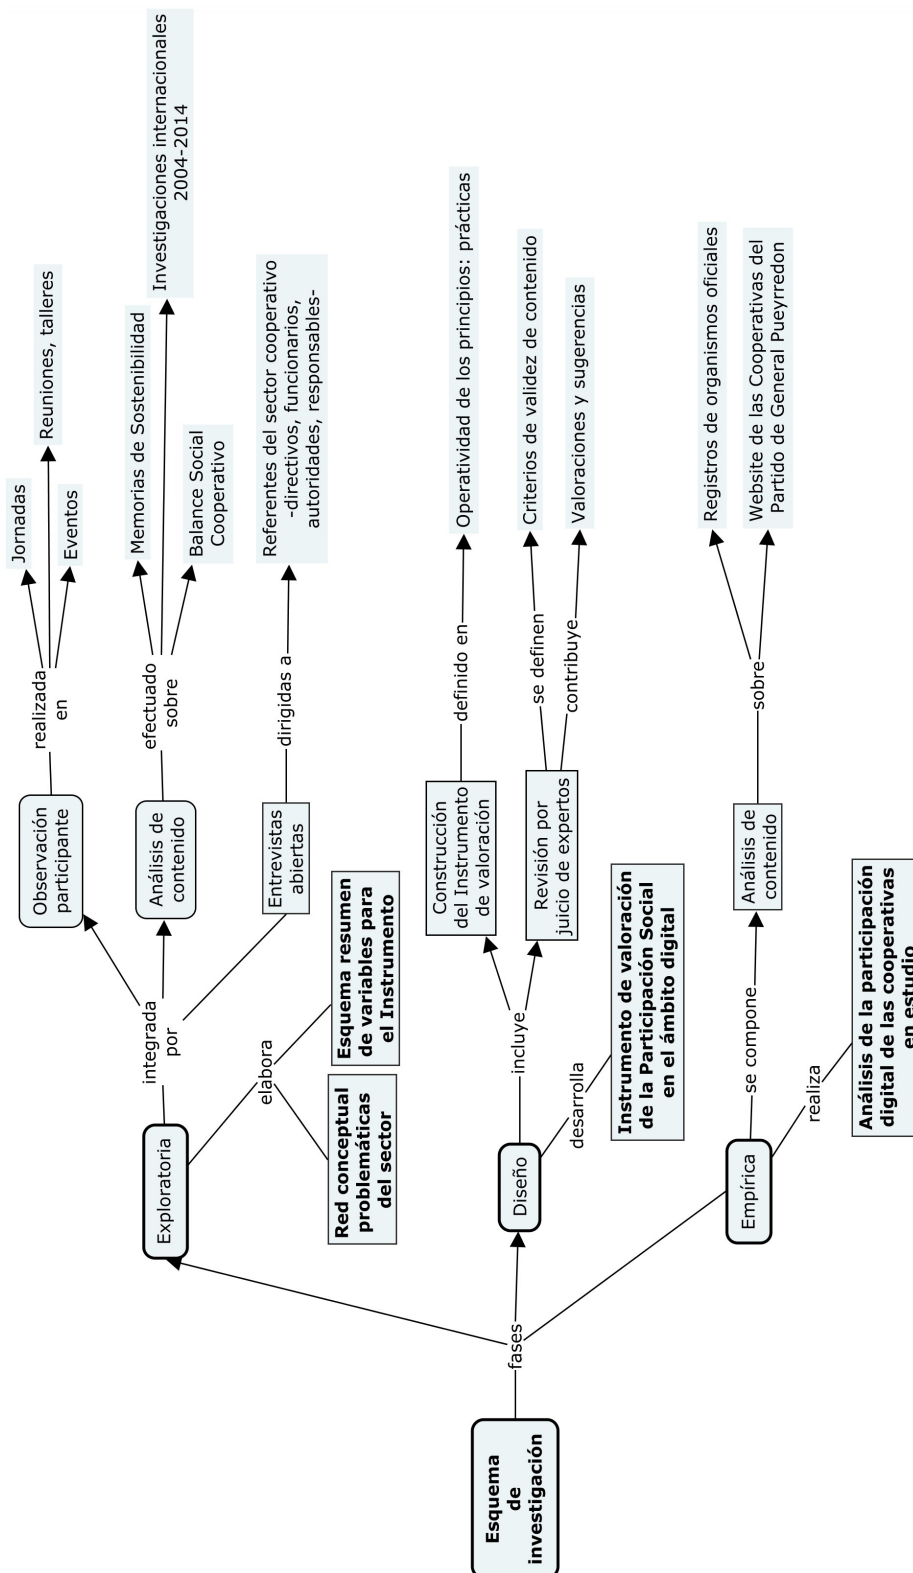 Esquema
de
investigación
fases
Exploratoria
integrada
por
Observación
participante
realizada
en
Jornadas
Reuniones, talleres
Eventos
Análisis de
contenido
efectuado
sobre
Memorias de Sostenibilidad
Investigaciones internacionales
2004-2014
Balance Social
Cooperativo
Entrevistas
abiertas
dirigidas a
Referentes del sector cooperativo
-directivos, funcionarios,
autoridades, responsables-
elabora
Red conceptual
problemáticas
del sector
Esquema resumen
de variables para
el Instrumento
Diseño
incluye
Construcción
del Instrumento
de valoración
definido en
Operatividad de los principios: prácticas
Revisión por
juicio de expertos
se definen
Criterios de validez de contenido
contribuye
Valoraciones y sugerencias
desarrolla
Instrumento de valoración
de la Participación Social
en el ámbito digital
Empírica
se compone
Análisis de
contenido
sobre
Registros de organismos oficiales
Website de las Cooperativas del
Partido de General Pueyrredon
realiza
Análisis de la participación
digital de las cooperativas
en estudio